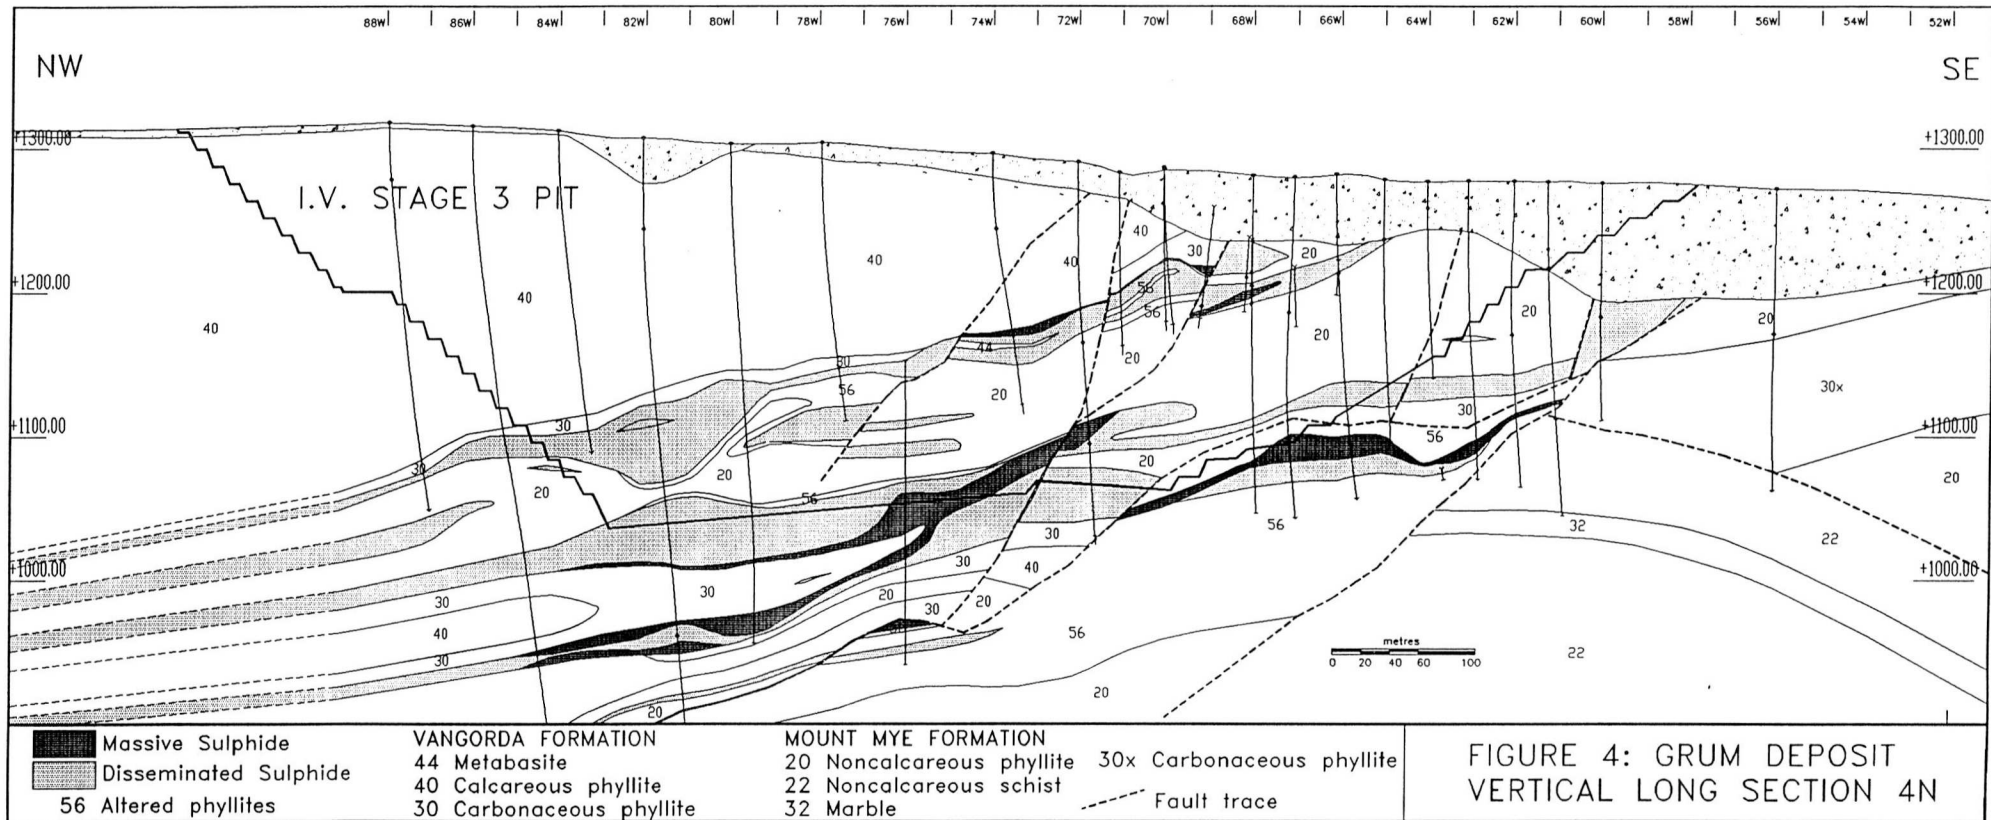 88W 86W 84W 82W 80W 78W 76W 74W 72W 70W 68W 66W 64W 62W 60W 58W 56W 54W 52W
NW SE
+1300.00 +1300.00
I.V. STAGE 3 PIT
40 30 20
40 40
40
+1200.00 +1200.00
56
56 20 20
40 20
44 20
30
56 20 30x
30
+1100.00 30 +1100.00
56
30 20 20 20
20 56
56 32
30 30 22
+1000.00 40 +1000.00
30 30 20 20
30
40 56
30 22
20 20
metres
0 20 40 60 100
Massive Sulphide
Disseminated Sulphide
56 Altered phyllites
VANGORDA FORMATION
44 Metabasite
40 Calcareous phyllite
30 Carbonaceous phyllite
MOUNT MYE FORMATION
20 Noncalcareous phyllite
22 Noncalcareous schist
32 Marble
30x Carbonaceous phyllite
Fault trace
FIGURE 4: GRUM DEPOSIT
VERTICAL LONG SECTION 4N